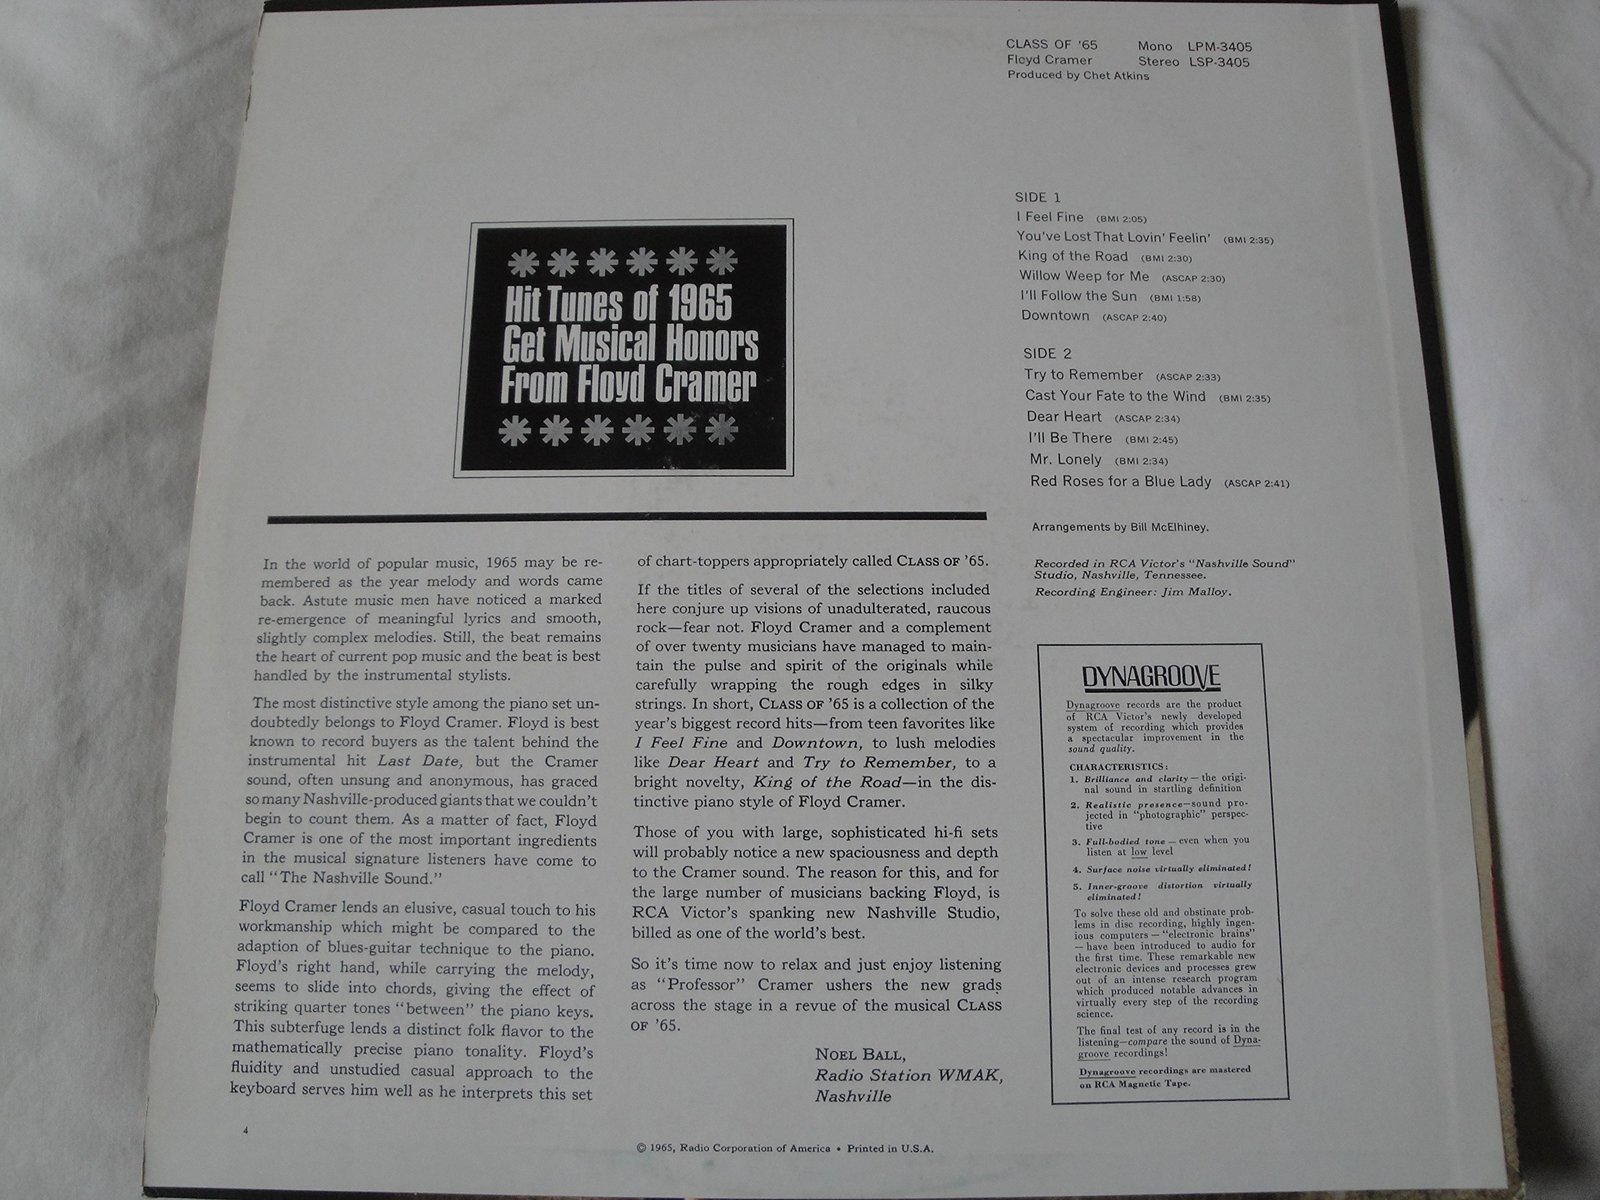 CLASS OF '65 Mono LPM-3405
Floyd Cramer Stereo LSP-3405
Produced by Chet Atkins
SIDE 1
I Feel Fine (BMI 2:05)
You've Lost That Lovin' Feelin' (BMI 2:35)
King of the Road (BMI 2:30)
Willow Weep for Me (ASCAP 2:30)
I'll Follow the Sun (BMI 1:58)
Downtown (ASCAP 2:40)
SIDE 2
Try to Remember (ASCAP 2:33)
Cast Your Fate to the Wind (BMI 2:35)
Dear Heart (ASCAP 2:34)
I'll Be There (BMI 2:45)
Mr. Lonely (BMI 2:34)
Red Roses for a Blue Lady (ASCAP 2:41)
Arrangements by Bill McElhiney.
Recorded in RCA Victor's "Nashville Sound"
Studio, Nashville, Tennessee.
Recording Engineer: Jim Malloy.
Hit Tunes of 1965
Get Musical Honors
From Floyd Cramer
In the world of popular music, 1965 may be re-
membered as the year melody and words came
back. Astute music men have noticed a marked
re-emergence of meaningful lyrics and smooth,
slightly complex melodies. Still, the beat remains
the heart of current pop music and the beat is best
handled by the instrumental stylists.
The most distinctive style among the piano set un-
doubtedly belongs to Floyd Cramer. Floyd is best
known to record buyers as the talent behind the
instrumental hit Last Date, but the Cramer
sound, often unsung and anonymous, has graced
so many Nashville-produced giants that we couldn't
begin to count them. As a matter of fact, Floyd
Cramer is one of the most important ingredients
in the musical signature listeners have come to
call "The Nashville Sound."
Floyd Cramer lends an elusive, casual touch to his
workmanship which might be compared to the
adaption of blues-guitar technique to the piano.
Floyd's right hand, while carrying the melody,
seems to slide into chords, giving the effect of
striking quarter tones "between" the piano keys.
This subterfuge lends a distinct folk flavor to the
mathematically precise piano tonality. Floyd's
fluidity and unstudied casual approach to the
keyboard serves him well as he interprets this set
of chart-toppers appropriately called CLASS OF '65.
If the titles of several of the selections included
here conjure up visions of unadulterated, raucous
rock—fear not. Floyd Cramer and a complement
of over twenty musicians have managed to main-
tain the pulse and spirit of the originals while
carefully wrapping the rough edges in silky
strings. In short, CLASS OF '65 is a collection of the
year's biggest record hits—from teen favorites like
I Feel Fine and Downtown, to lush melodies
like Dear Heart and Try to Remember, to a
bright novelty, King of the Road—in the dis-
tinctive piano style of Floyd Cramer.
Those of you with large, sophisticated hi-fi sets
will probably notice a new spaciousness and depth
to the Cramer sound. The reason for this, and for
the large number of musicians backing Floyd, is
RCA Victor's spanking new Nashville Studio,
billed as one of the world's best.
So it's time now to relax and just enjoy listening
as "Professor" Cramer ushers the new grads
across the stage in a revue of the musical CLASS
OF '65.
NOEL BALL,
Radio Station WMAK,
Nashville
DYNAGROOVE
Dynagroove records are the product
of RCA Victor's newly developed
system of recording which provides
a spectacular improvement in the
sound quality.
CHARACTERISTICS:
1. Brilliance and clarity—the origi-
nal sound in startling definition
2. Realistic presence—sound pro-
jected in "photographic" perspec-
tive
3. Full-bodied tone—even when you
listen at low level
4. Surface noise virtually eliminated!
5. Inner-groove distortion virtually
eliminated!
To solve these old and obstinate prob-
lems in disc recording, highly ingen-
ious computers—"electronic brains"
—have been introduced to audio for
the first time. These remarkable new
electronic devices and processes grew
out of an intense research program
which produced notable advances in
virtually every step of the recording
science.
The final test of any record is in the
listening—compare the sound of Dyna-
groove recordings!
Dynagroove recordings are mastered
on RCA Magnetic Tape.
4
© 1965, Radio Corporation of America • Printed in U.S.A.